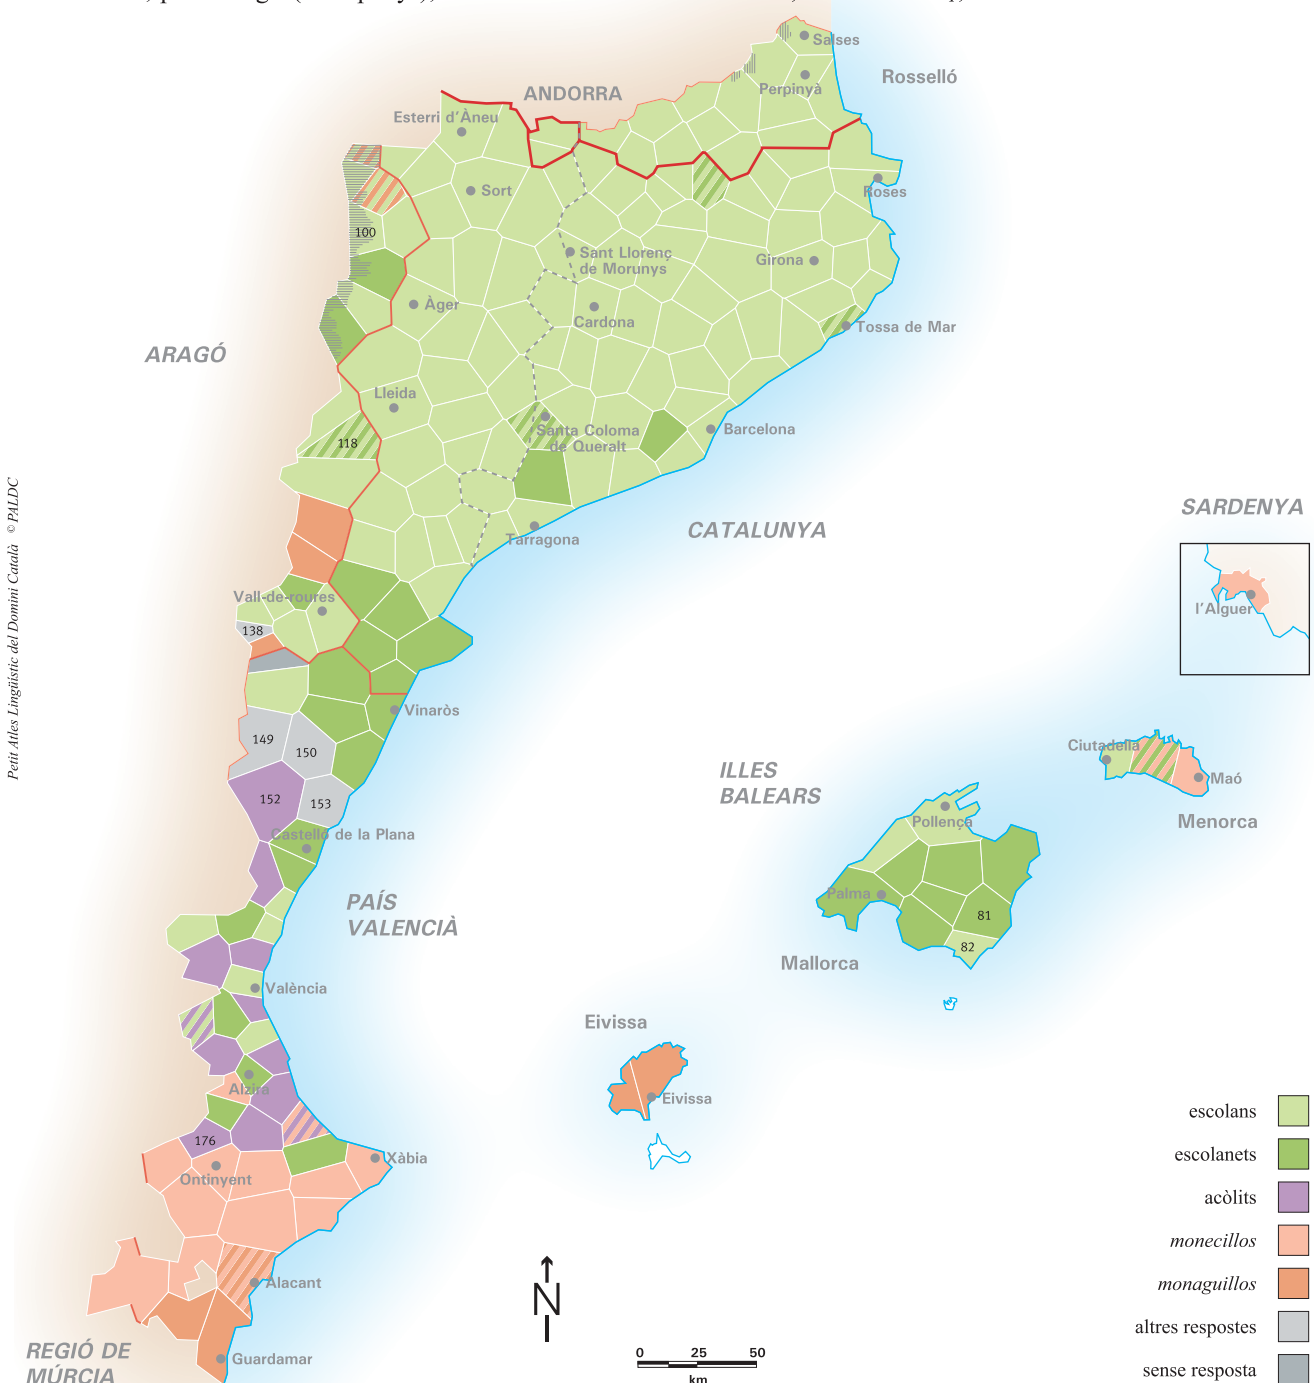 Salses
Rosselló
Perpinyà
ANDORRA
Esterri d'Àneu
Sort
Roses
100
Sant Llorenç
de Morunys
Girona
Àger
Cardona
Tossa de Mar
ARAGÓ
Lleida
118
Santa Coloma
de Queralt
Barcelona
Petit Atles Lingüístic del Domini Català © PALDC
CATALUNYA
Tarragona
SARDENYA
l'Alguer
Vall-de-roures
138
Vinaròs
149
150
152
153
Castelló de la Plana
ILLES
BALEARS
Ciutadella
Maó
Menorca
Pollença
Palma
81
82
Mallorca
PAÍS
VALENCIÀ
València
Eivissa
Eivissa
Alzira
176
Xàbia
Ontinyent
Alacant
Guardamar
REGIÓ DE
MÚRCIA
N
0 25 50
km
escolans
escolanets
acòlits
monecillos
monaguillos
altres respostes
sense resposta